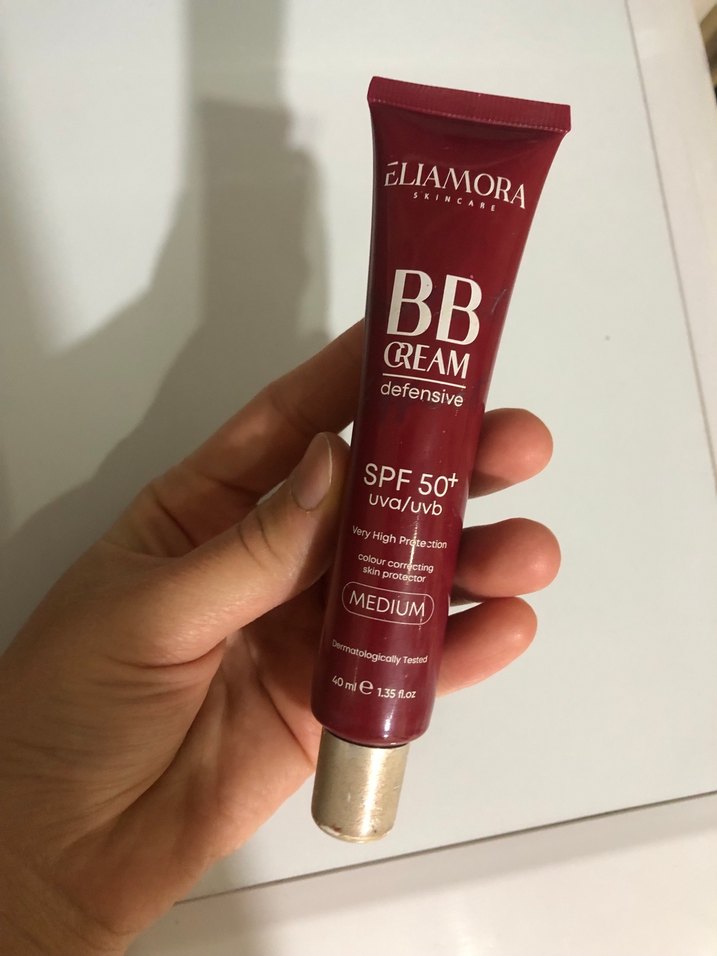 ELIAMORA
SKINCARE
BB
CREAM
defensive
SPF 50+
uva/uvb
Very High Protection
colour correcting
skin protector
MEDIUM
Dermatologically Tested
40 ml ℮ 1.35 fl.oz